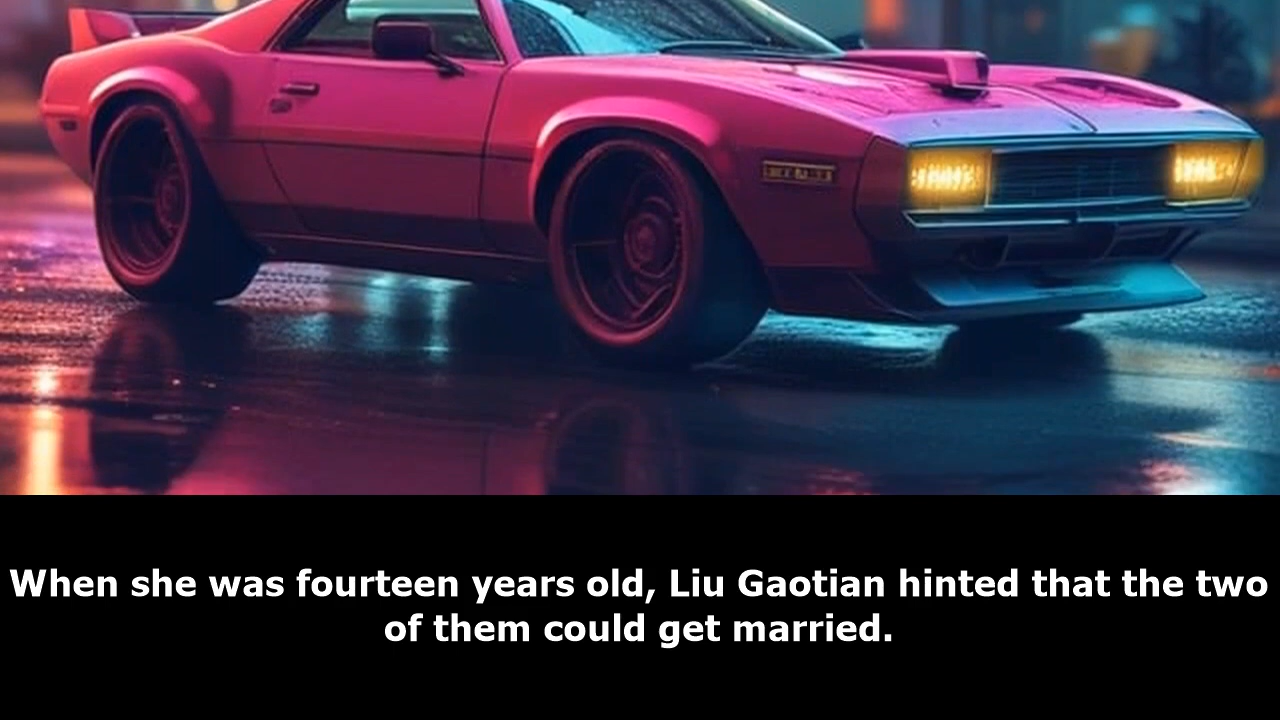 When she was fourteen years old, Liu Gaotian hinted that the two
of them could get married.